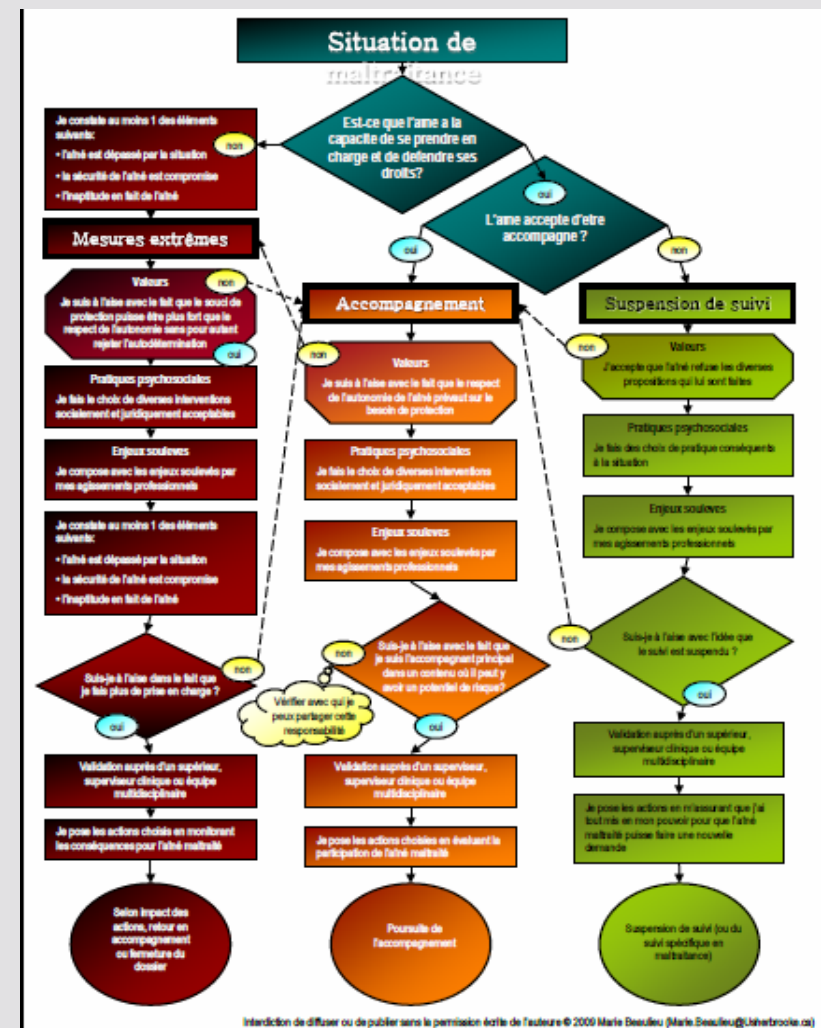 Situation de
maltraitance
Est-ce que l'ame a la
capacite de se prendre en
charge et de defendre ses
droits?
non
oui
L'ame accepte d'etre
accompagne ?
oui
non
Je constate au moins 1 des éléments
suivants:
• l'aîné est dépassé par la situation
• la sécurité de l'aîné est compromise
• l'inaptitude en fait de l'aîné
Mesures extrêmes
Valeurs
non
Je suis à l'aise avec le fait que le souci de
protection puisse être plus fort que le
respect de l'autonomie sans pour autant
rejeter l'autodétermination
oui
Pratiques psychosociales
Je fais le choix de diverses interventions
socialement et juridiquement acceptables
Enjeux souleves
Je compose avec les enjeux soulevés par
mes agissements professionnels
Je constate au moins 1 des éléments
suivants:
• l'aîné est dépassé par la situation
• la sécurité de l'aîné est compromise
• l'inaptitude en fait de l'aîné
Suis-je à l'aise dans le fait que
je fais plus de prise en charge ?
non
oui
Validation auprès d'un supérieur,
superviseur clinique ou équipe
multidisciplinaire
Je pose les actions choisis en monitorant
les conséquences pour l'aîné maltraité
Selon impact des
actions, retour en
accompagnement
ou fermeture du
dossier
Accompagnement
non
Valeurs
Je suis à l'aise avec le fait que le respect
de l'autonomie de l'aîné prévaut sur le
besoin de protection
Pratiques psychosociales
Je fais le choix de diverses interventions
socialement et juridiquement acceptables
Enjeux souleves
Je compose avec les enjeux soulevés par
mes agissements professionnels
Suis-je à l'aise avec le fait que
je suis l'accompagnant principal
dans un contenu où il peut y
avoir un potentiel de risque?
non
Vérifier avec qui je
peux partager cette
responsabilité
oui
Validation auprès d'un superviseur,
superviseur clinique ou équipe
multidisciplinaire
Je pose les actions choisies en évaluant la
participation de l'aîné maltraité
Poursuite de
l'accompagnement
Suspension de suivi
non
Valeurs
J'accepte que l'aîné refuse les diverses
propositions qui lui sont faites
Pratiques psychosociales
Je fais des choix de pratique conséquents
à la situation
Enjeux souleves
Je compose avec les enjeux soulevés par
mes agissements professionnels
Suis-je à l'aise avec l'idée que
le suivi est suspendu ?
non
oui
Validation auprès d'un supérieur,
superviseur clinique ou équipe
multidisciplinaire
Je pose les actions en m'assurant que j'ai
tout mis en mon pouvoir pour que l'aîné
maltraité puisse faire une nouvelle
demande
Suspension de suivi (ou du
suivi spécifique en
maltraitance)
Interdiction de diffuser ou de publier sans la permission écrite de l'auteure © 2009 Marie Beaulieu (Marie.Beaulieu@Usherbrooke.ca)